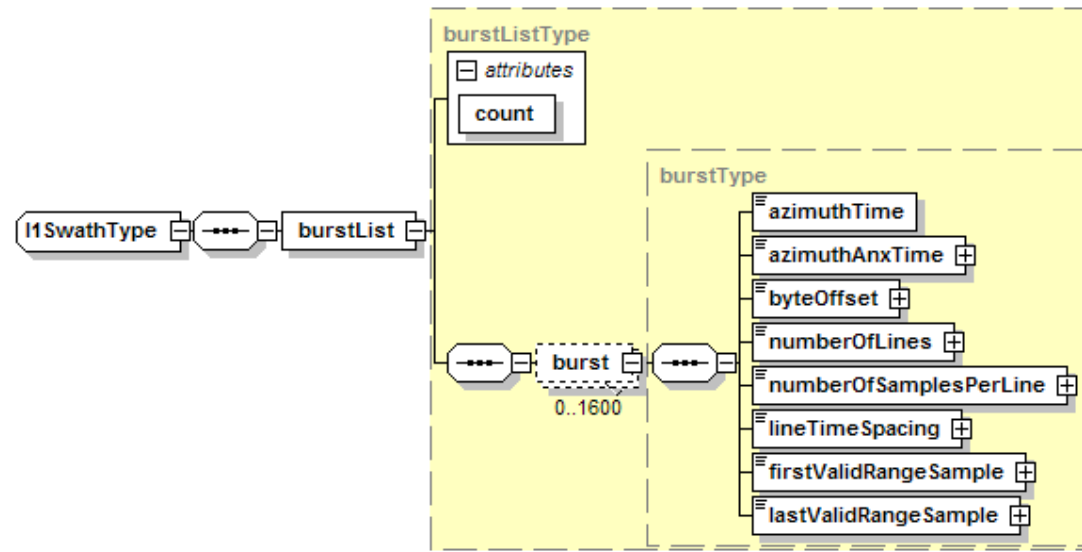 burstListType
attributes
count
burstType
l1SwathType
burstList
azimuthTime
azimuthAnxTime
byteOffset
numberOfLines
burst
numberOfSamplesPerLine
0..1600
lineTimeSpacing
firstValidRangeSample
lastValidRangeSample